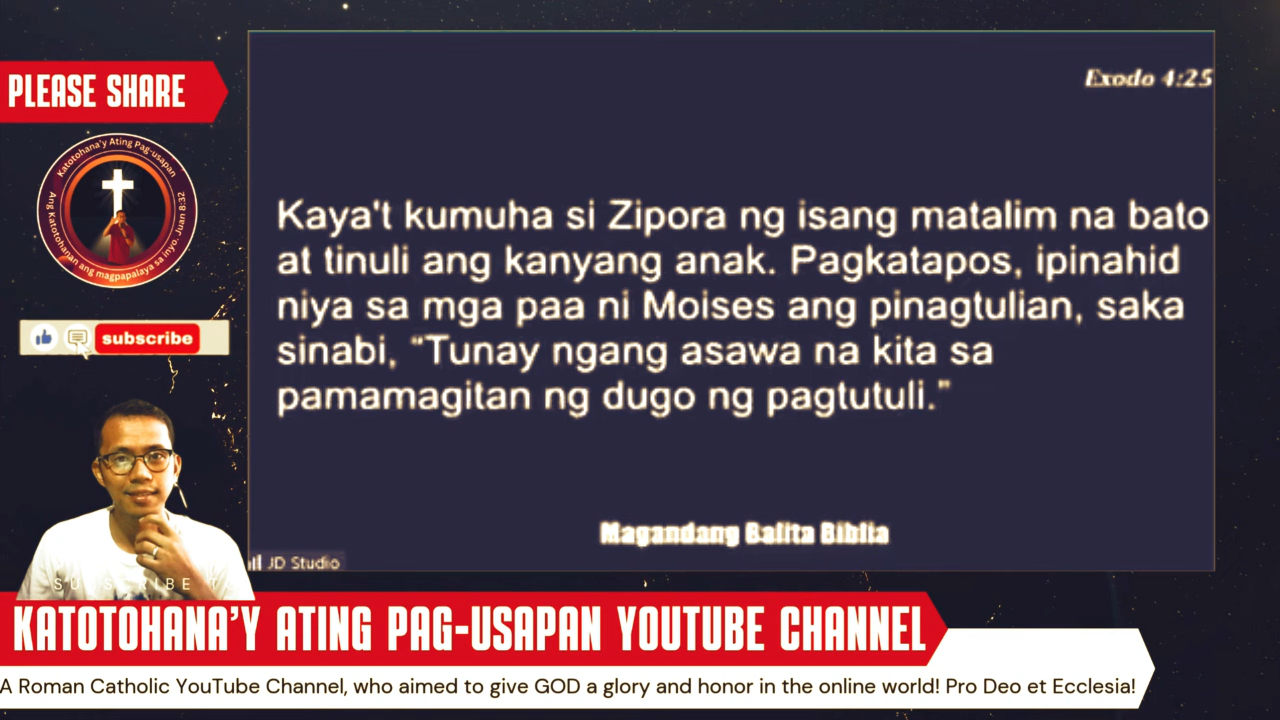 PLEASE SHARE
Katotohana'y Ating Pag-usapan
Ang Katotohanan ang magpapalaya sa inyo. Juan 8:32
subscribe
Exodo 4:25
Kaya't kumuha si Zipora ng isang matalim na bato
at tinuli ang kanyang anak. Pagkatapos, ipinahid
niya sa mga paa ni Moises ang pinagtulian, saka
sinabi, “Tunay ngang asawa na kita sa
pamamagitan ng dugo ng pagtutuli.”
Magandang Balita Biblia
JD Studio
KATOTOHANA'Y ATING PAG-USAPAN YOUTUBE CHANNEL
A Roman Catholic YouTube Channel, who aimed to give GOD a glory and honor in the online world! Pro Deo et Ecclesia!